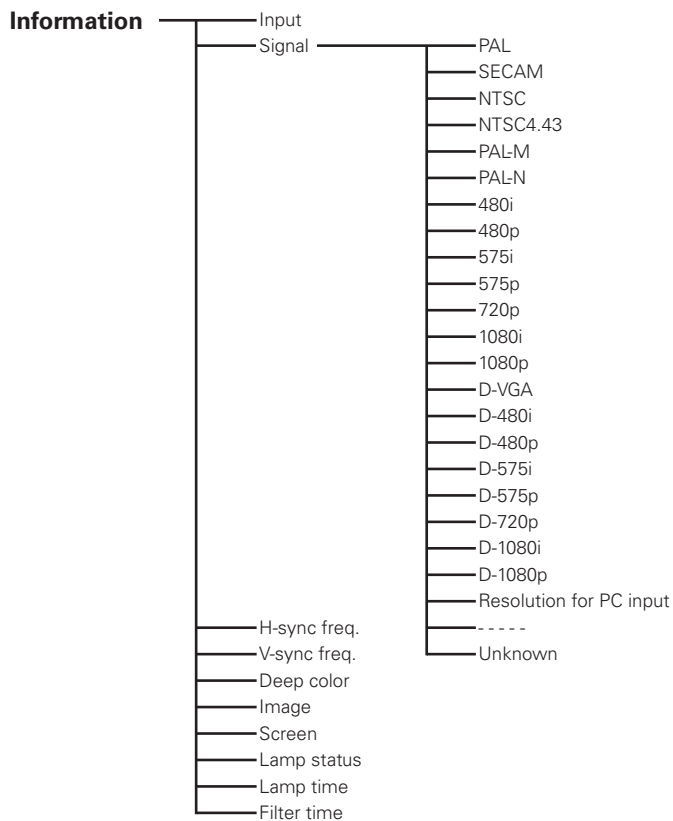 Information
Input
Signal
PAL
SECAM
NTSC
NTSC4.43
PAL-M
PAL-N
480i
480p
575i
575p
720p
1080i
1080p
D-VGA
D-480i
D-480p
D-575i
D-575p
D-720p
D-1080i
D-1080p
Resolution for PC input
- - - - -
Unknown
H-sync freq.
V-sync freq.
Deep color
Image
Screen
Lamp status
Lamp time
Filter time